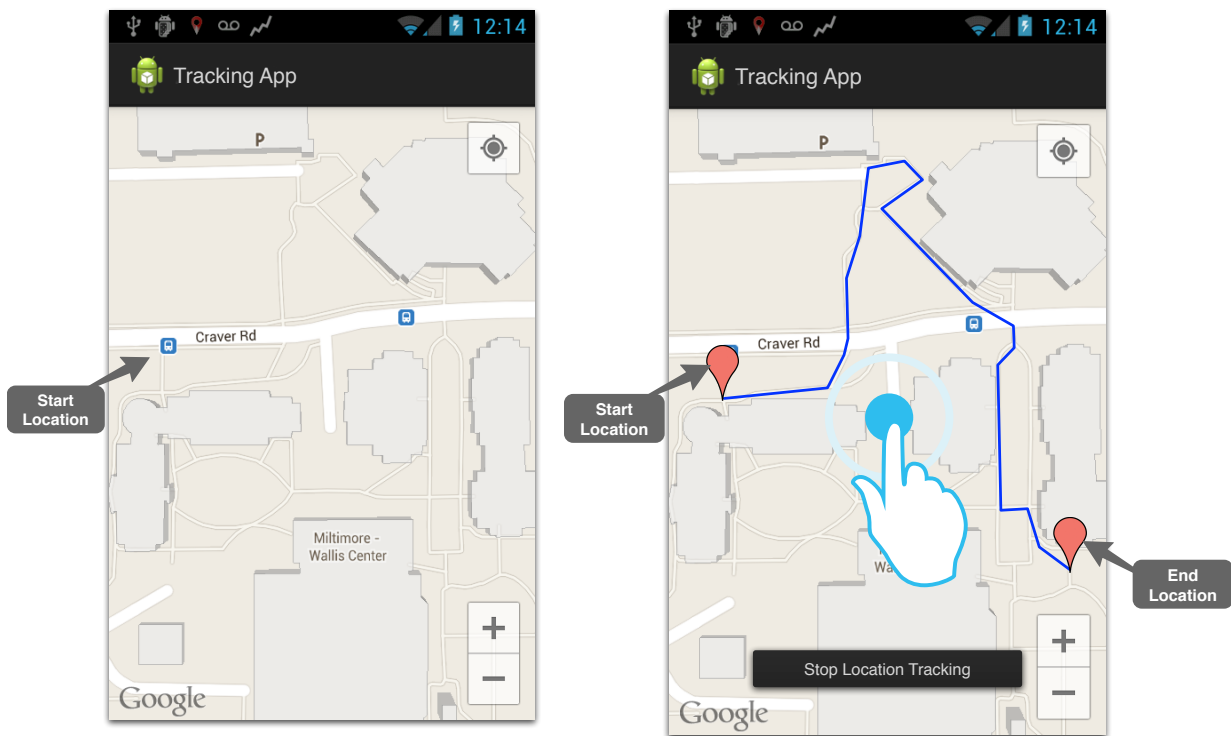 12:14
Tracking App
P
Craver Rd
Start
Location
Miltimore -
Wallis Center
+
−
Google
12:14
Tracking App
P
Craver Rd
Start
Location
Wa
End
Location
+
Stop Location Tracking
−
Google